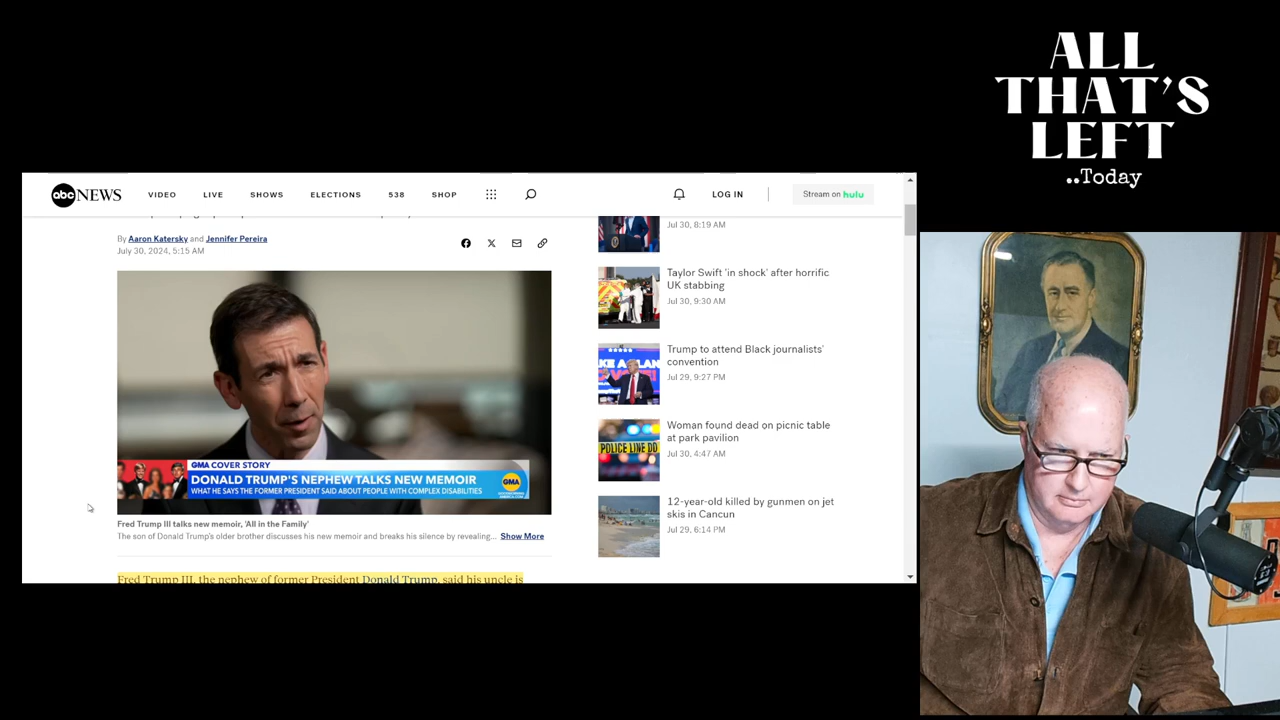 ALL
THAT'S
LEFT
..Today
abc NEWS
VIDEO
LIVE
SHOWS
ELECTIONS
538
SHOP
LOG IN
Stream on hulu
By Aaron Katersky and Jennifer Pereira
July 30, 2024, 5:15 AM
GMA COVER STORY
DONALD TRUMP'S NEPHEW TALKS NEW MEMOIR
WHAT HE SAYS THE FORMER PRESIDENT SAID ABOUT PEOPLE WITH COMPLEX DISABILITIES
GMA
Fred Trump III talks new memoir, 'All in the Family'
The son of Donald Trump's older brother discusses his new memoir and breaks his silence by revealing... Show More
Fred Trump III, the nephew of former President Donald Trump, said his uncle is
Jul 30, 8:19 AM
Taylor Swift 'in shock' after horrific
UK stabbing
Jul 30, 9:30 AM
Trump to attend Black journalists'
convention
Jul 29, 9:27 PM
POLICE LINE DO
Woman found dead on picnic table
at park pavilion
Jul 30, 4:47 AM
12-year-old killed by gunmen on jet
skis in Cancun
Jul 29, 6:14 PM